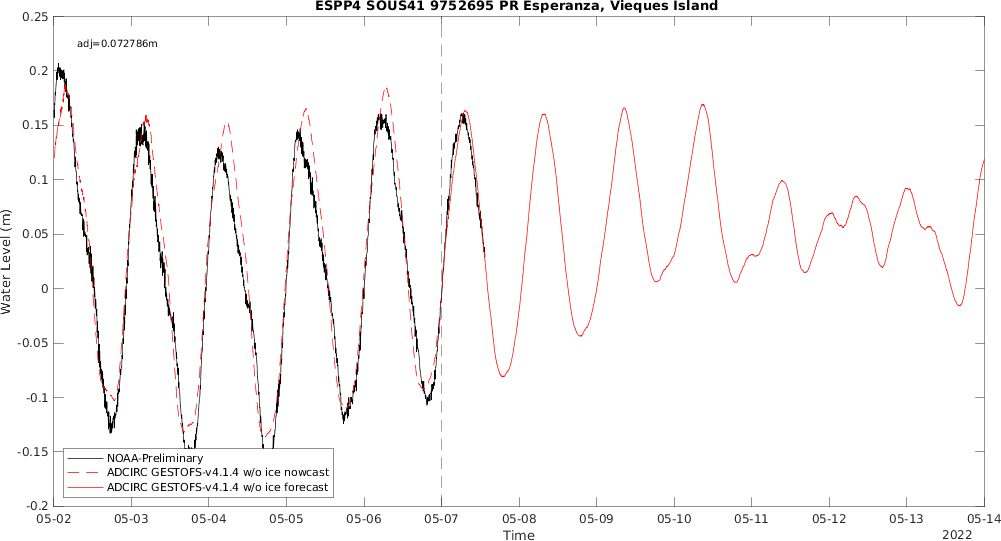 ESPP4 SOUS41 9752695 PR Esperanza, Vieques Island
0.25
adj=0.072786m
0.2
0.15
0.1
0.05
0
-0.05
-0.1
-0.15
-0.2
Water Level (m)
NOAA-Preliminary
ADCIRC GESTOFS-v4.1.4 w/o ice nowcast
ADCIRC GESTOFS-v4.1.4 w/o ice forecast
05-02 05-03 05-04 05-05 05-06 05-07 05-08 05-09 05-10 05-11 05-12 05-13 05-14
Time
2022